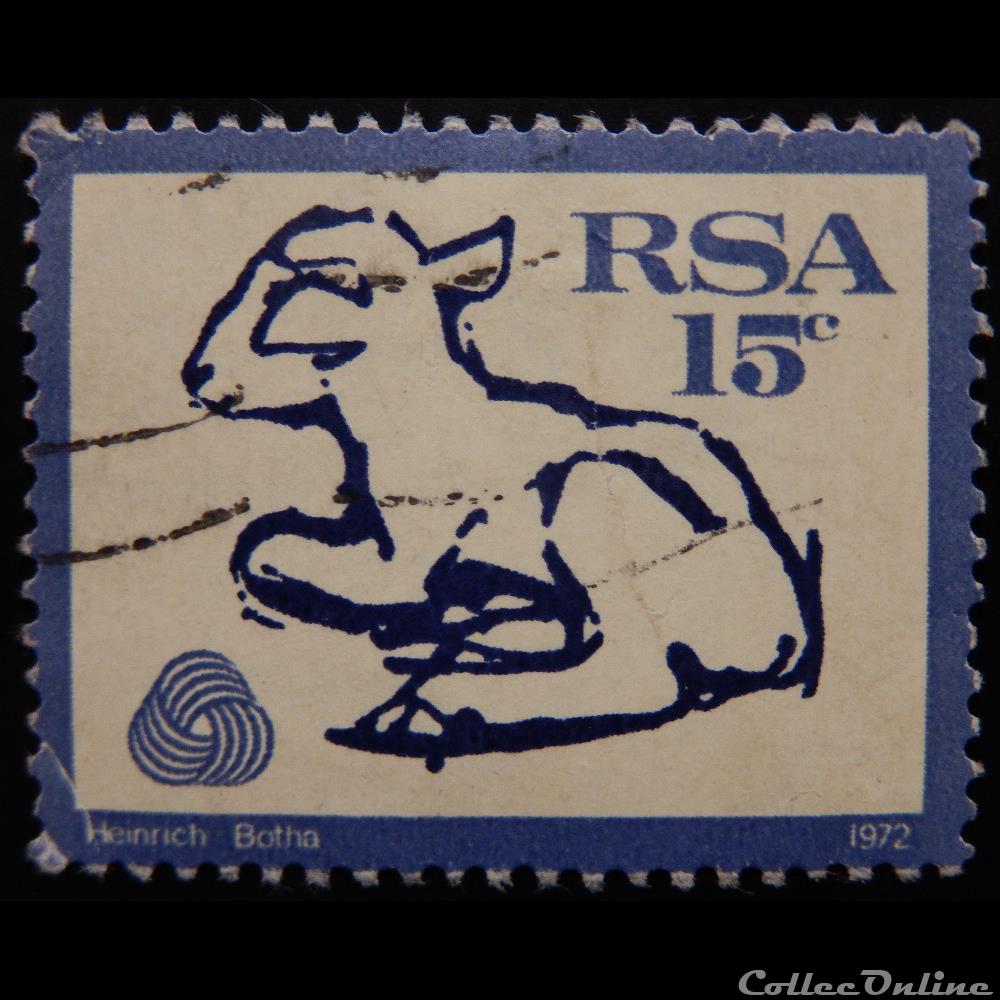 RSA
15c
Heinrich Botha 1972
CollecOnline